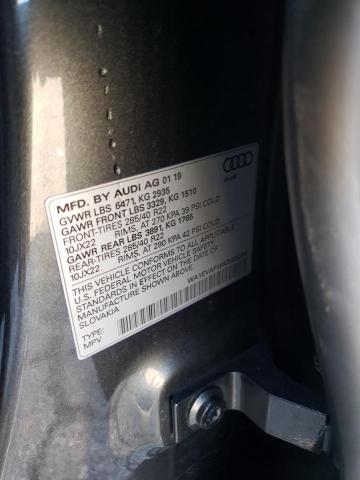 MFD. BY AUDI AG 01 19
GVWR LBS 6471, KG 2935
GAWR FRONT LBS 3329, KG 1510
FRONT-TIRES 285/40 R22
10JX22 RIMS, AT 270 KPA 39 PSI COLD
GAWR REAR LBS 3891, KG 1765
REAR-TIRES 285/40 R22
10JX22 RIMS, AT 290 KPA 42 PSI COLD
THIS VEHICLE CONFORMS TO ALL APPLICABLE
U.S. FEDERAL MOTOR VEHICLE SAFETY
STANDARDS IN EFFECT ON THE DATE OF
MANUFACTURE SHOWN ABOVE.
SLOVAKIA
TYPE:
MPV
Audi